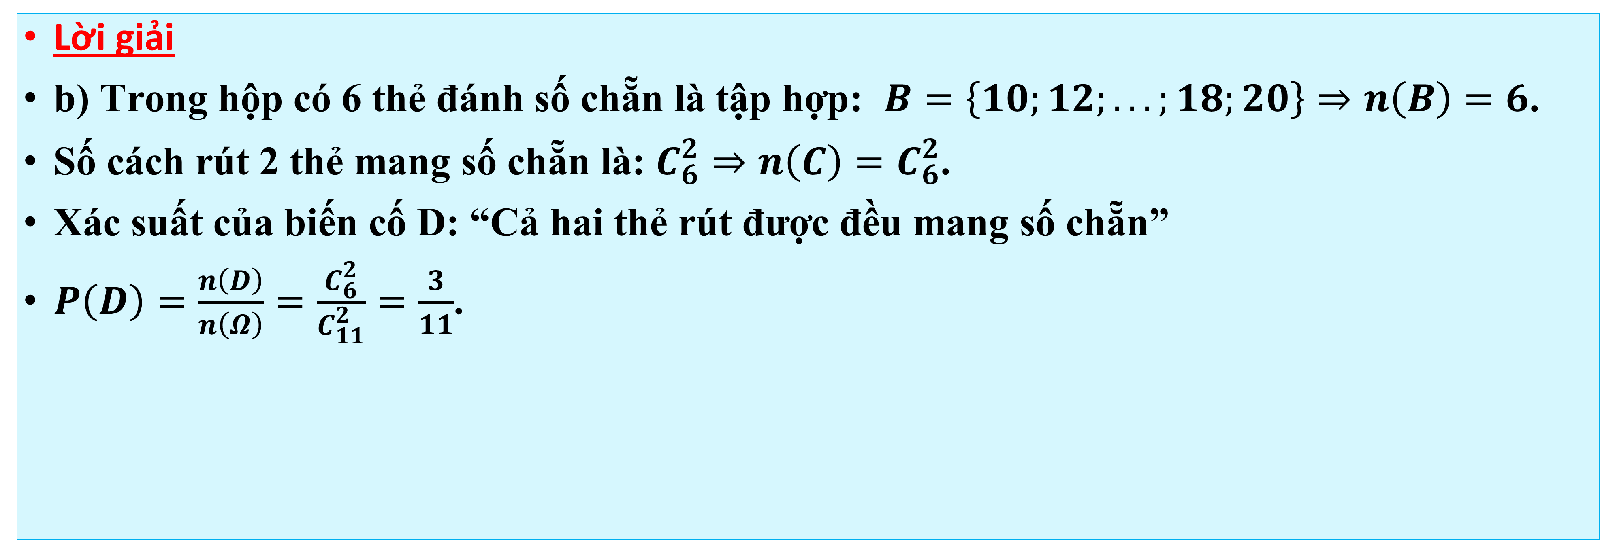 • Lời giải
• b) Trong hộp có 6 thẻ đánh số chẵn là tập hợp: B = {10; 12; …; 18; 20} ⇒ n(B) = 6.
• Số cách rút 2 thẻ mang số chẵn là: C₆² ⇒ n(C) = C₆².
• Xác suất của biến cố D: “Cả hai thẻ rút được đều mang số chẵn”
• P(D) = n(D)/n(Ω) = C₆²/C₁₁² = 3/11.